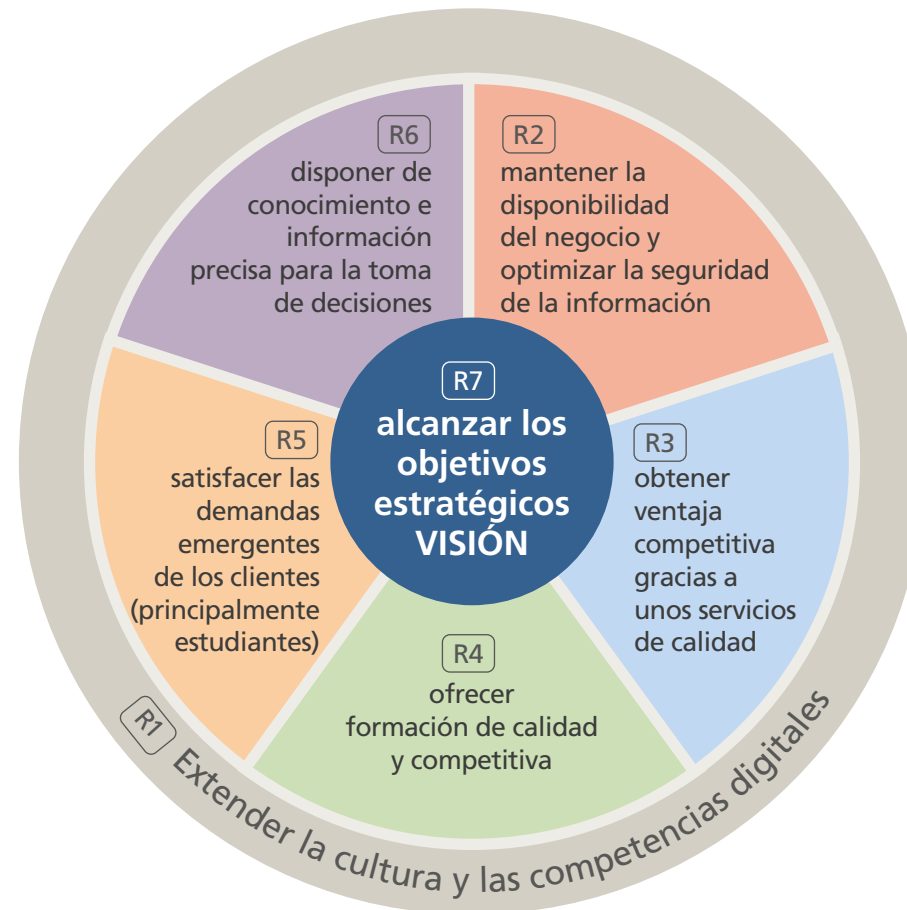 R6
disponer de
conocimiento e
información
precisa para la toma
de decisiones
R2
mantener la
disponibilidad
del negocio y
optimizar la seguridad
de la información
R7
alcanzar los
objetivos
estratégicos
VISIÓN
R5
satisfacer las
demandas
emergentes
de los clientes
(principalmente
estudiantes)
R3
obtener
ventaja
competitiva
gracias a
unos servicios
de calidad
R4
ofrecer
formación de calidad
y competitiva
R1 Extender la cultura y las competencias digitales